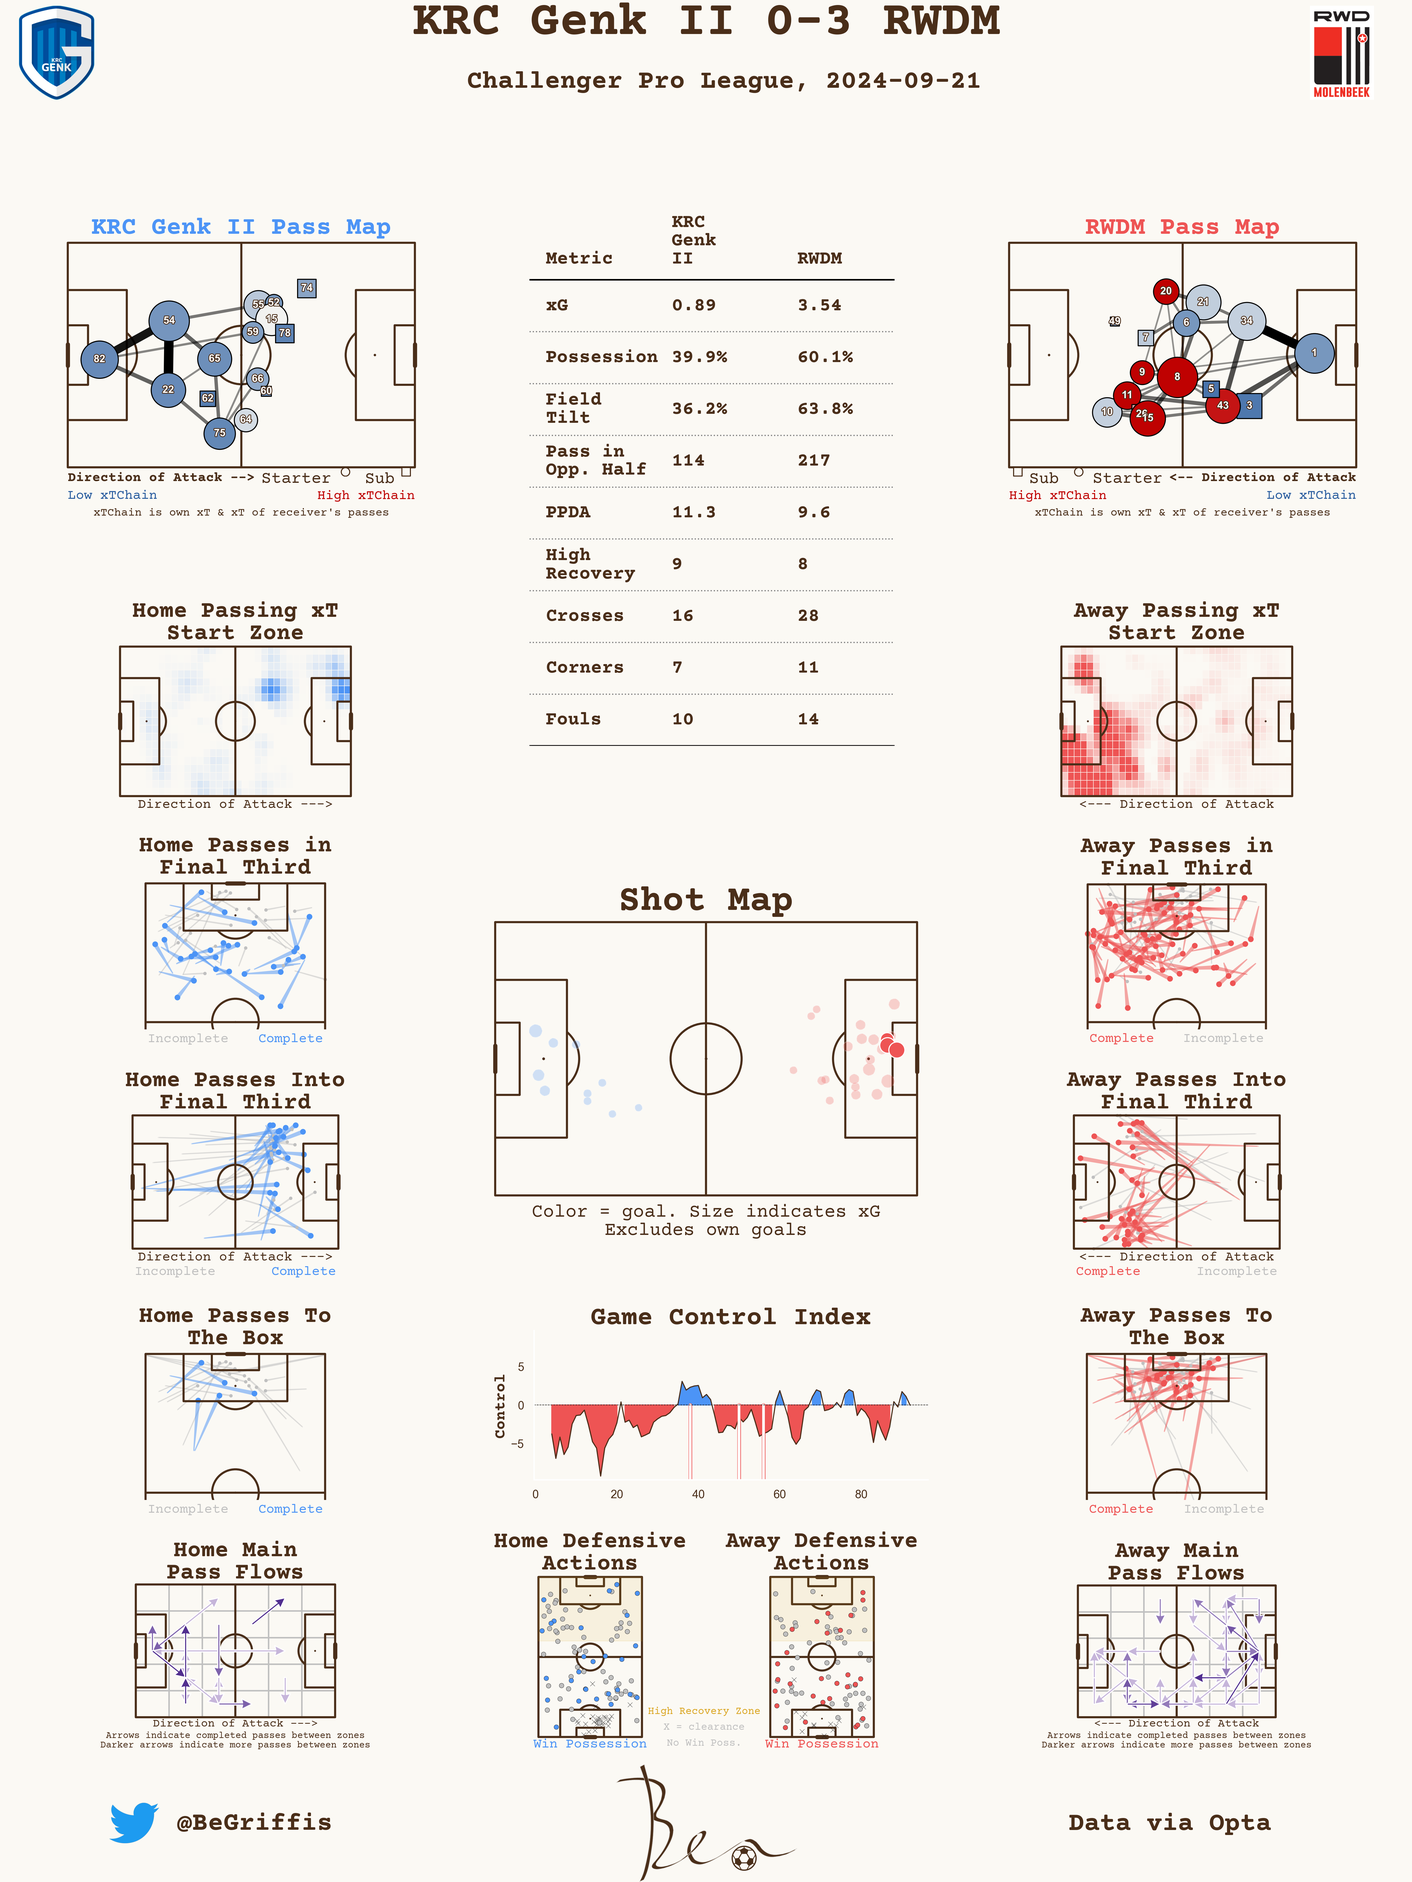 KRC Genk II 0-3 RWDM
Challenger Pro League, 2024-09-21
KRC
GENK
RWD
MOLENBEEK
KRC Genk II Pass Map
54
82
22
65
75
55
52
15
59
78
74
66
60
62
64
Direction of Attack --> Starter Sub
Low xTChain High xTChain
xTChain is own xT & xT of receiver's passes
Metric KRC Genk II RWDM
xG 0.89 3.54
Possession 39.9% 60.1%
Field Tilt 36.2% 63.8%
Pass in Opp. Half 114 217
PPDA 11.3 9.6
High Recovery 9 8
Crosses 16 28
Corners 7 11
Fouls 10 14
RWDM Pass Map
20
21
49
6
34
7
1
9
8
5
11
10
15
43
3
Sub Starter <-- Direction of Attack
High xTChain Low xTChain
xTChain is own xT & xT of receiver's passes
Home Passing xT
Start Zone
Direction of Attack --->
Away Passing xT
Start Zone
<--- Direction of Attack
Home Passes in
Final Third
Incomplete Complete
Away Passes in
Final Third
Complete Incomplete
Shot Map
Color = goal. Size indicates xG
Excludes own goals
Home Passes Into
Final Third
Direction of Attack --->
Incomplete Complete
Away Passes Into
Final Third
<--- Direction of Attack
Complete Incomplete
Home Passes To
The Box
Incomplete Complete
Game Control Index
Control
5
0
−5
0 20 40 60 80
Away Passes To
The Box
Complete Incomplete
Home Main
Pass Flows
Direction of Attack --->
Arrows indicate completed passes between zones
Darker arrows indicate more passes between zones
Home Defensive
Actions
Win Possession
High Recovery Zone
X = clearance
No Win Poss.
Away Defensive
Actions
Win Possession
Away Main
Pass Flows
<--- Direction of Attack
Arrows indicate completed passes between zones
Darker arrows indicate more passes between zones
@BeGriffis
Ben
Data via Opta